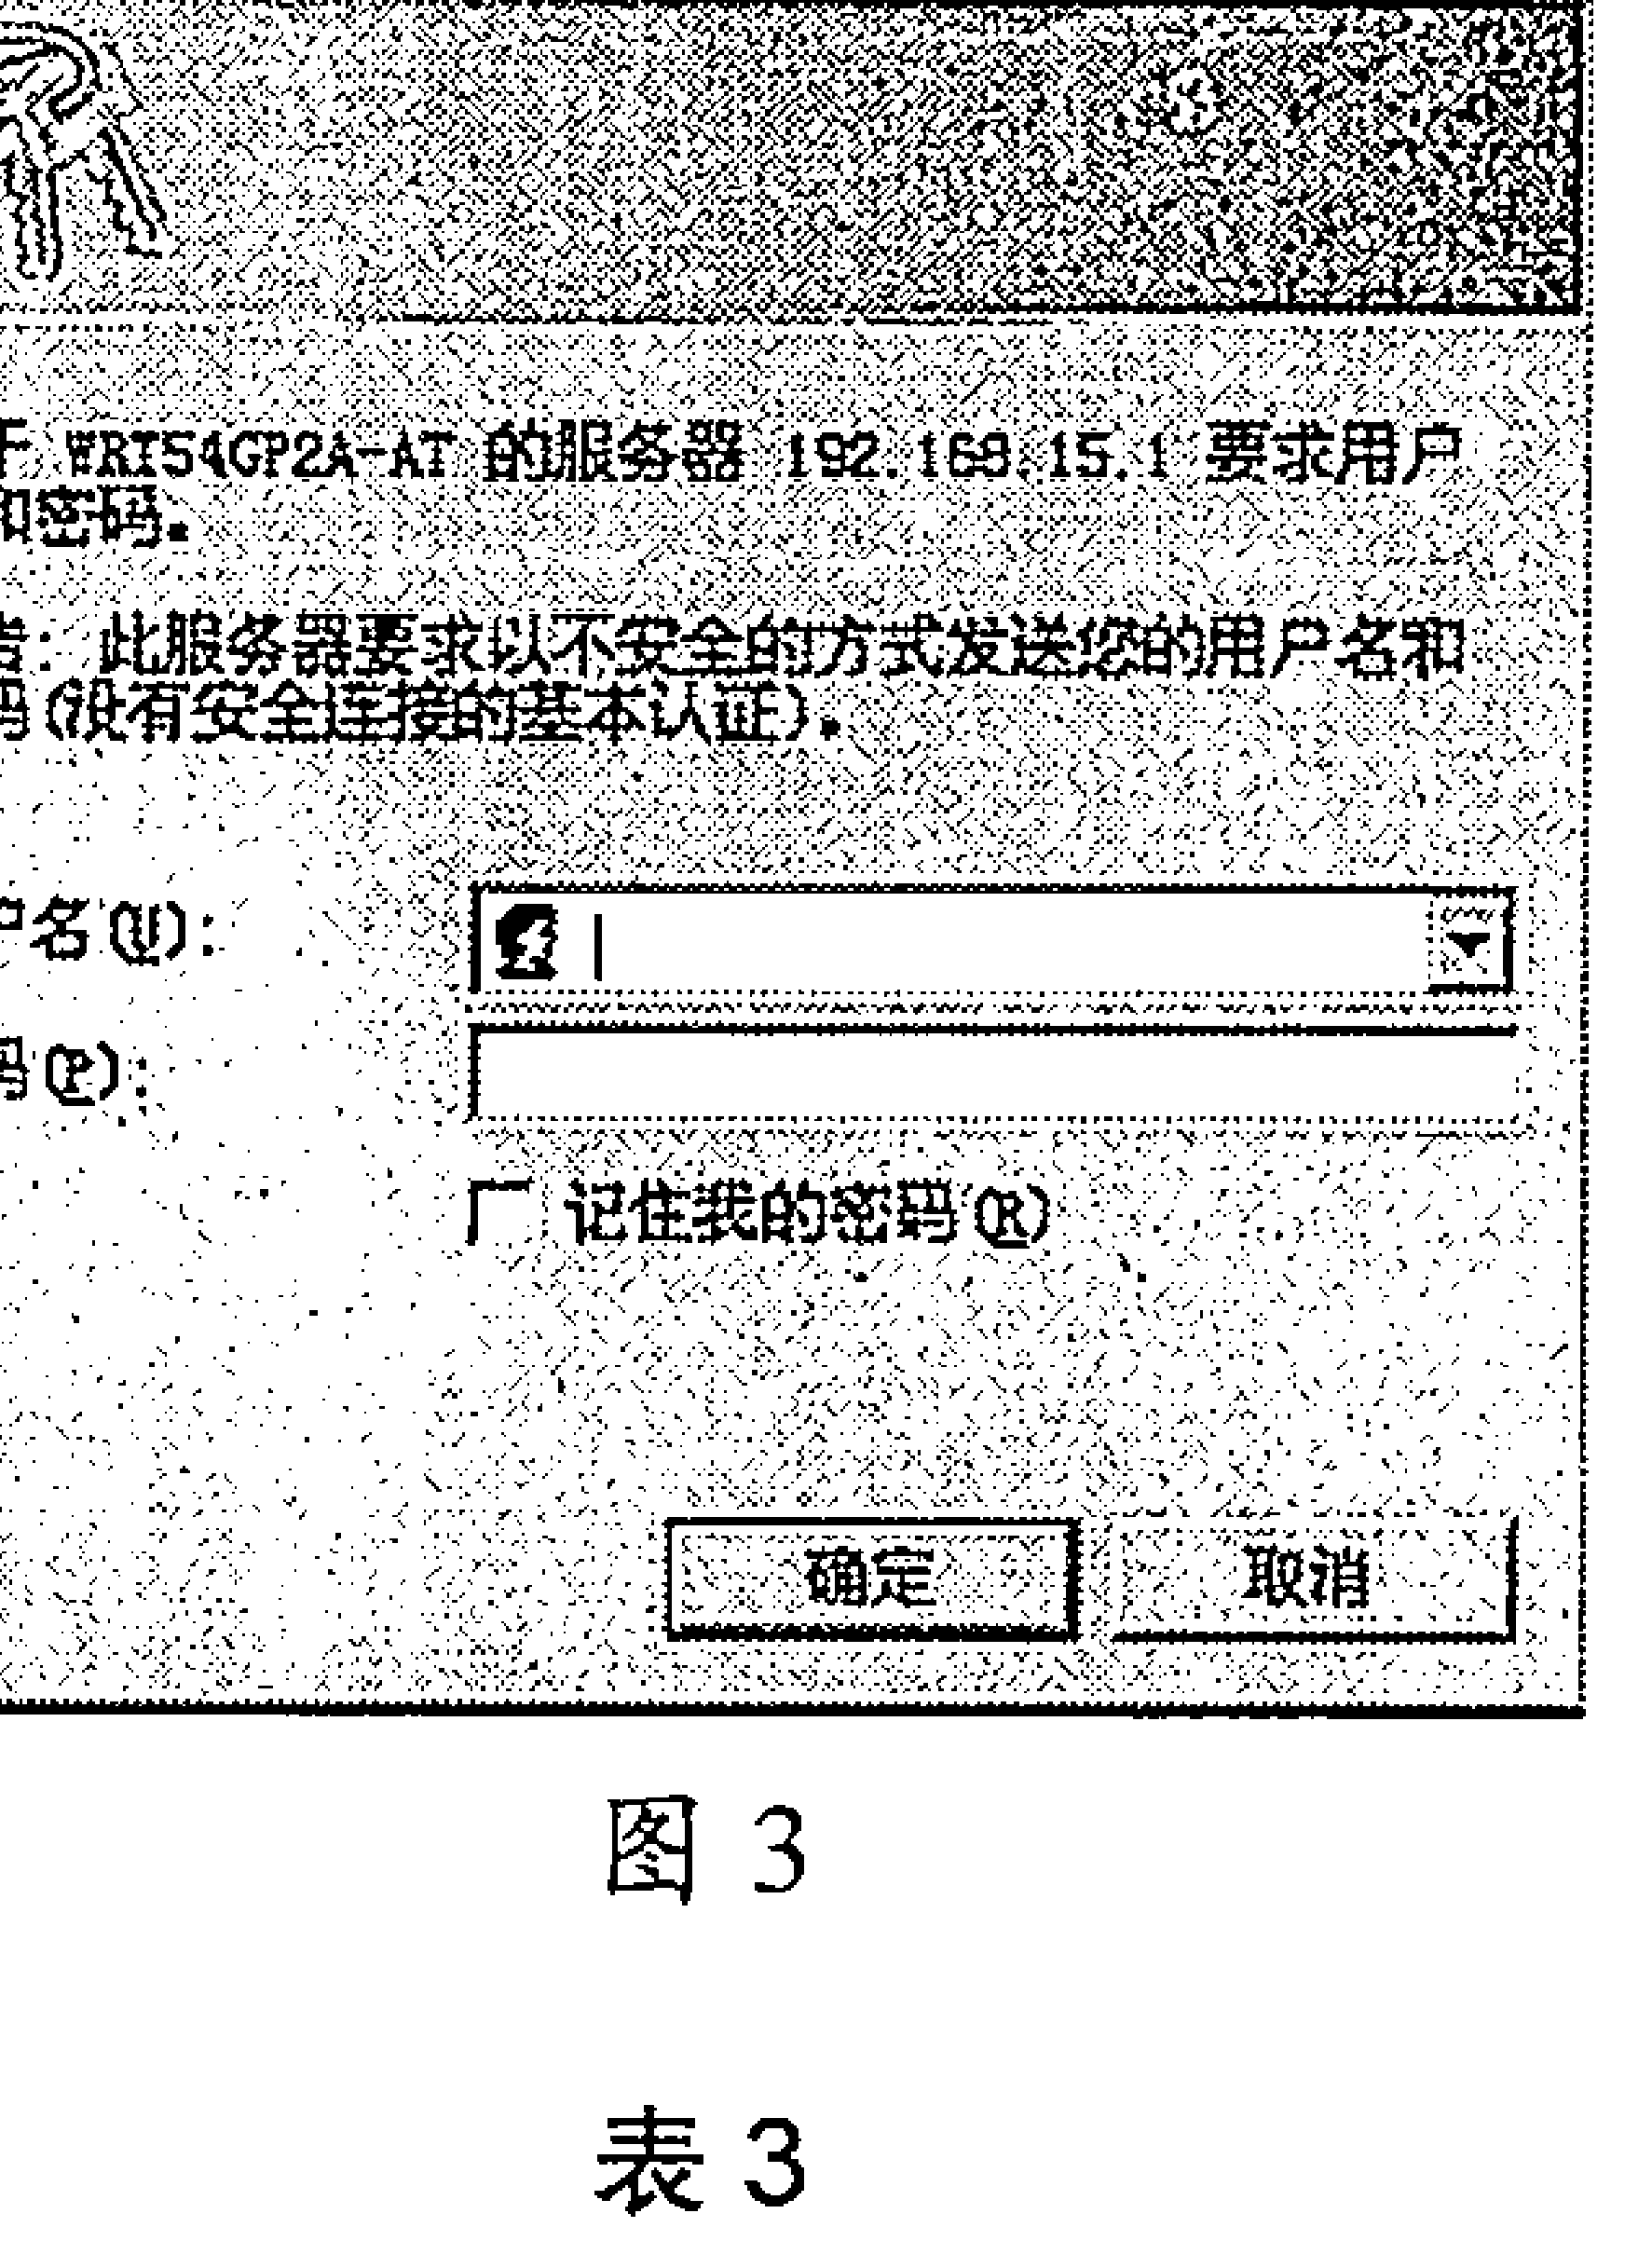 于 WRT54GP2A-AT 的服务器 192.168.15.1 要求用户
和密码。
告: 此服务器要求以不安全的方式发送您的用户名和
码(没有安全连接的基本认证)。
户名(U):
码(P):
记住我的密码(R)
确定 取消
图 3
表 3